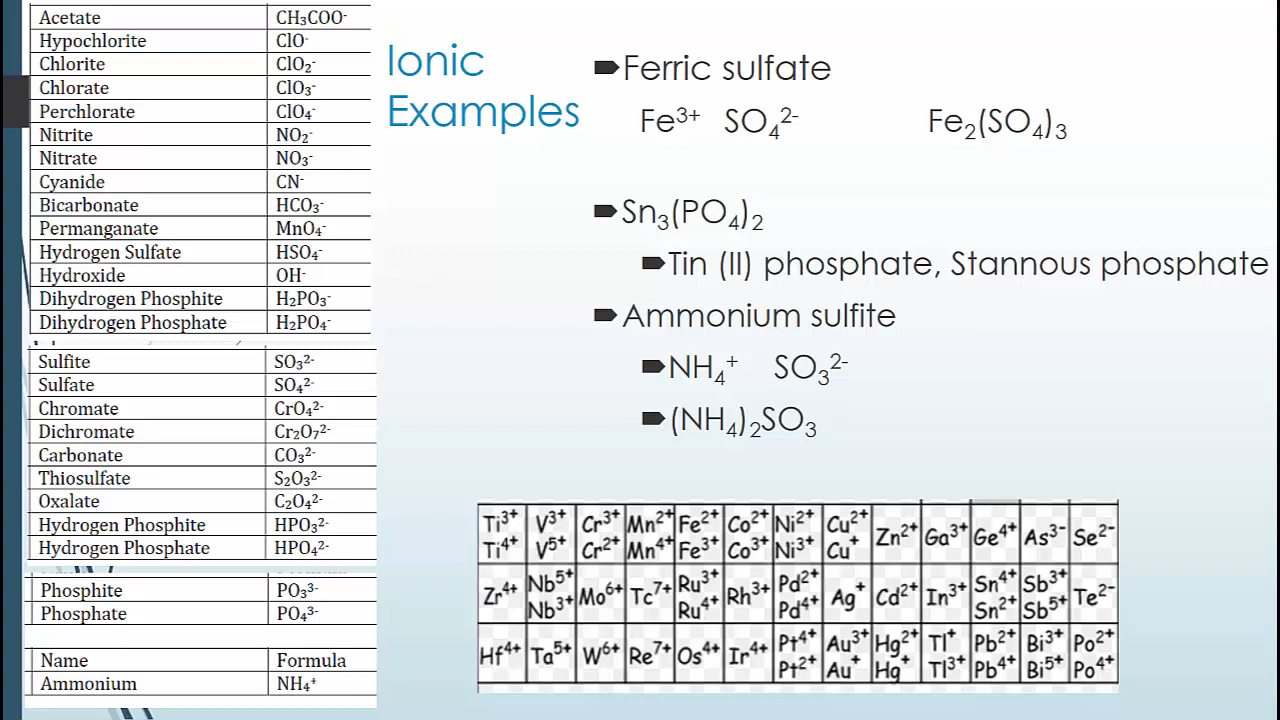 Acetate CH₃COO⁻
Hypochlorite ClO⁻
Chlorite ClO₂⁻
Chlorate ClO₃⁻
Perchlorate ClO₄⁻
Nitrite NO₂⁻
Nitrate NO₃⁻
Cyanide CN⁻
Bicarbonate HCO₃⁻
Permanganate MnO₄⁻
Hydrogen Sulfate HSO₄⁻
Hydroxide OH⁻
Dihydrogen Phosphite H₂PO₃⁻
Dihydrogen Phosphate H₂PO₄⁻
Sulfite SO₃²⁻
Sulfate SO₄²⁻
Chromate CrO₄²⁻
Dichromate Cr₂O₇²⁻
Carbonate CO₃²⁻
Thiosulfate S₂O₃²⁻
Oxalate C₂O₄²⁻
Hydrogen Phosphite HPO₃²⁻
Hydrogen Phosphate HPO₄²⁻
Phosphite PO₃³⁻
Phosphate PO₄³⁻
Name Formula
Ammonium NH₄⁺
Ionic
Examples
Ferric sulfate
Fe³⁺ SO₄²⁻ Fe₂(SO₄)₃
Sn₃(PO₄)₂
Tin (II) phosphate, Stannous phosphate
Ammonium sulfite
NH₄⁺ SO₃²⁻
(NH₄)₂SO₃
Ti³⁺ V³⁺ Cr³⁺ Mn²⁺ Fe²⁺ Co²⁺ Ni²⁺ Cu²⁺ Zn²⁺ Ga³⁺ Ge⁴⁺ As³⁻ Se²⁻
Ti⁴⁺ V⁵⁺ Cr²⁺ Mn⁴⁺ Fe³⁺ Co³⁺ Ni³⁺ Cu⁺
Zr⁴⁺ Nb⁵⁺ Mo⁶⁺ Tc⁷⁺ Ru³⁺ Rh³⁺ Pd²⁺ Ag⁺ Cd²⁺ In³⁺ Sn⁴⁺ Sb³⁺ Te²⁻
Nb³⁺ Ru⁴⁺ Pd⁴⁺ Sn²⁺ Sb⁵⁺
Hf⁴⁺ Ta⁵⁺ W⁶⁺ Re⁷⁺ Os⁴⁺ Ir⁴⁺ Pt⁴⁺ Au³⁺ Hg²⁺ Tl⁺ Pb²⁺ Bi³⁺ Po²⁺
Pt²⁺ Au⁺ Hg⁺ Tl³⁺ Pb⁴⁺ Bi⁵⁺ Po⁴⁺